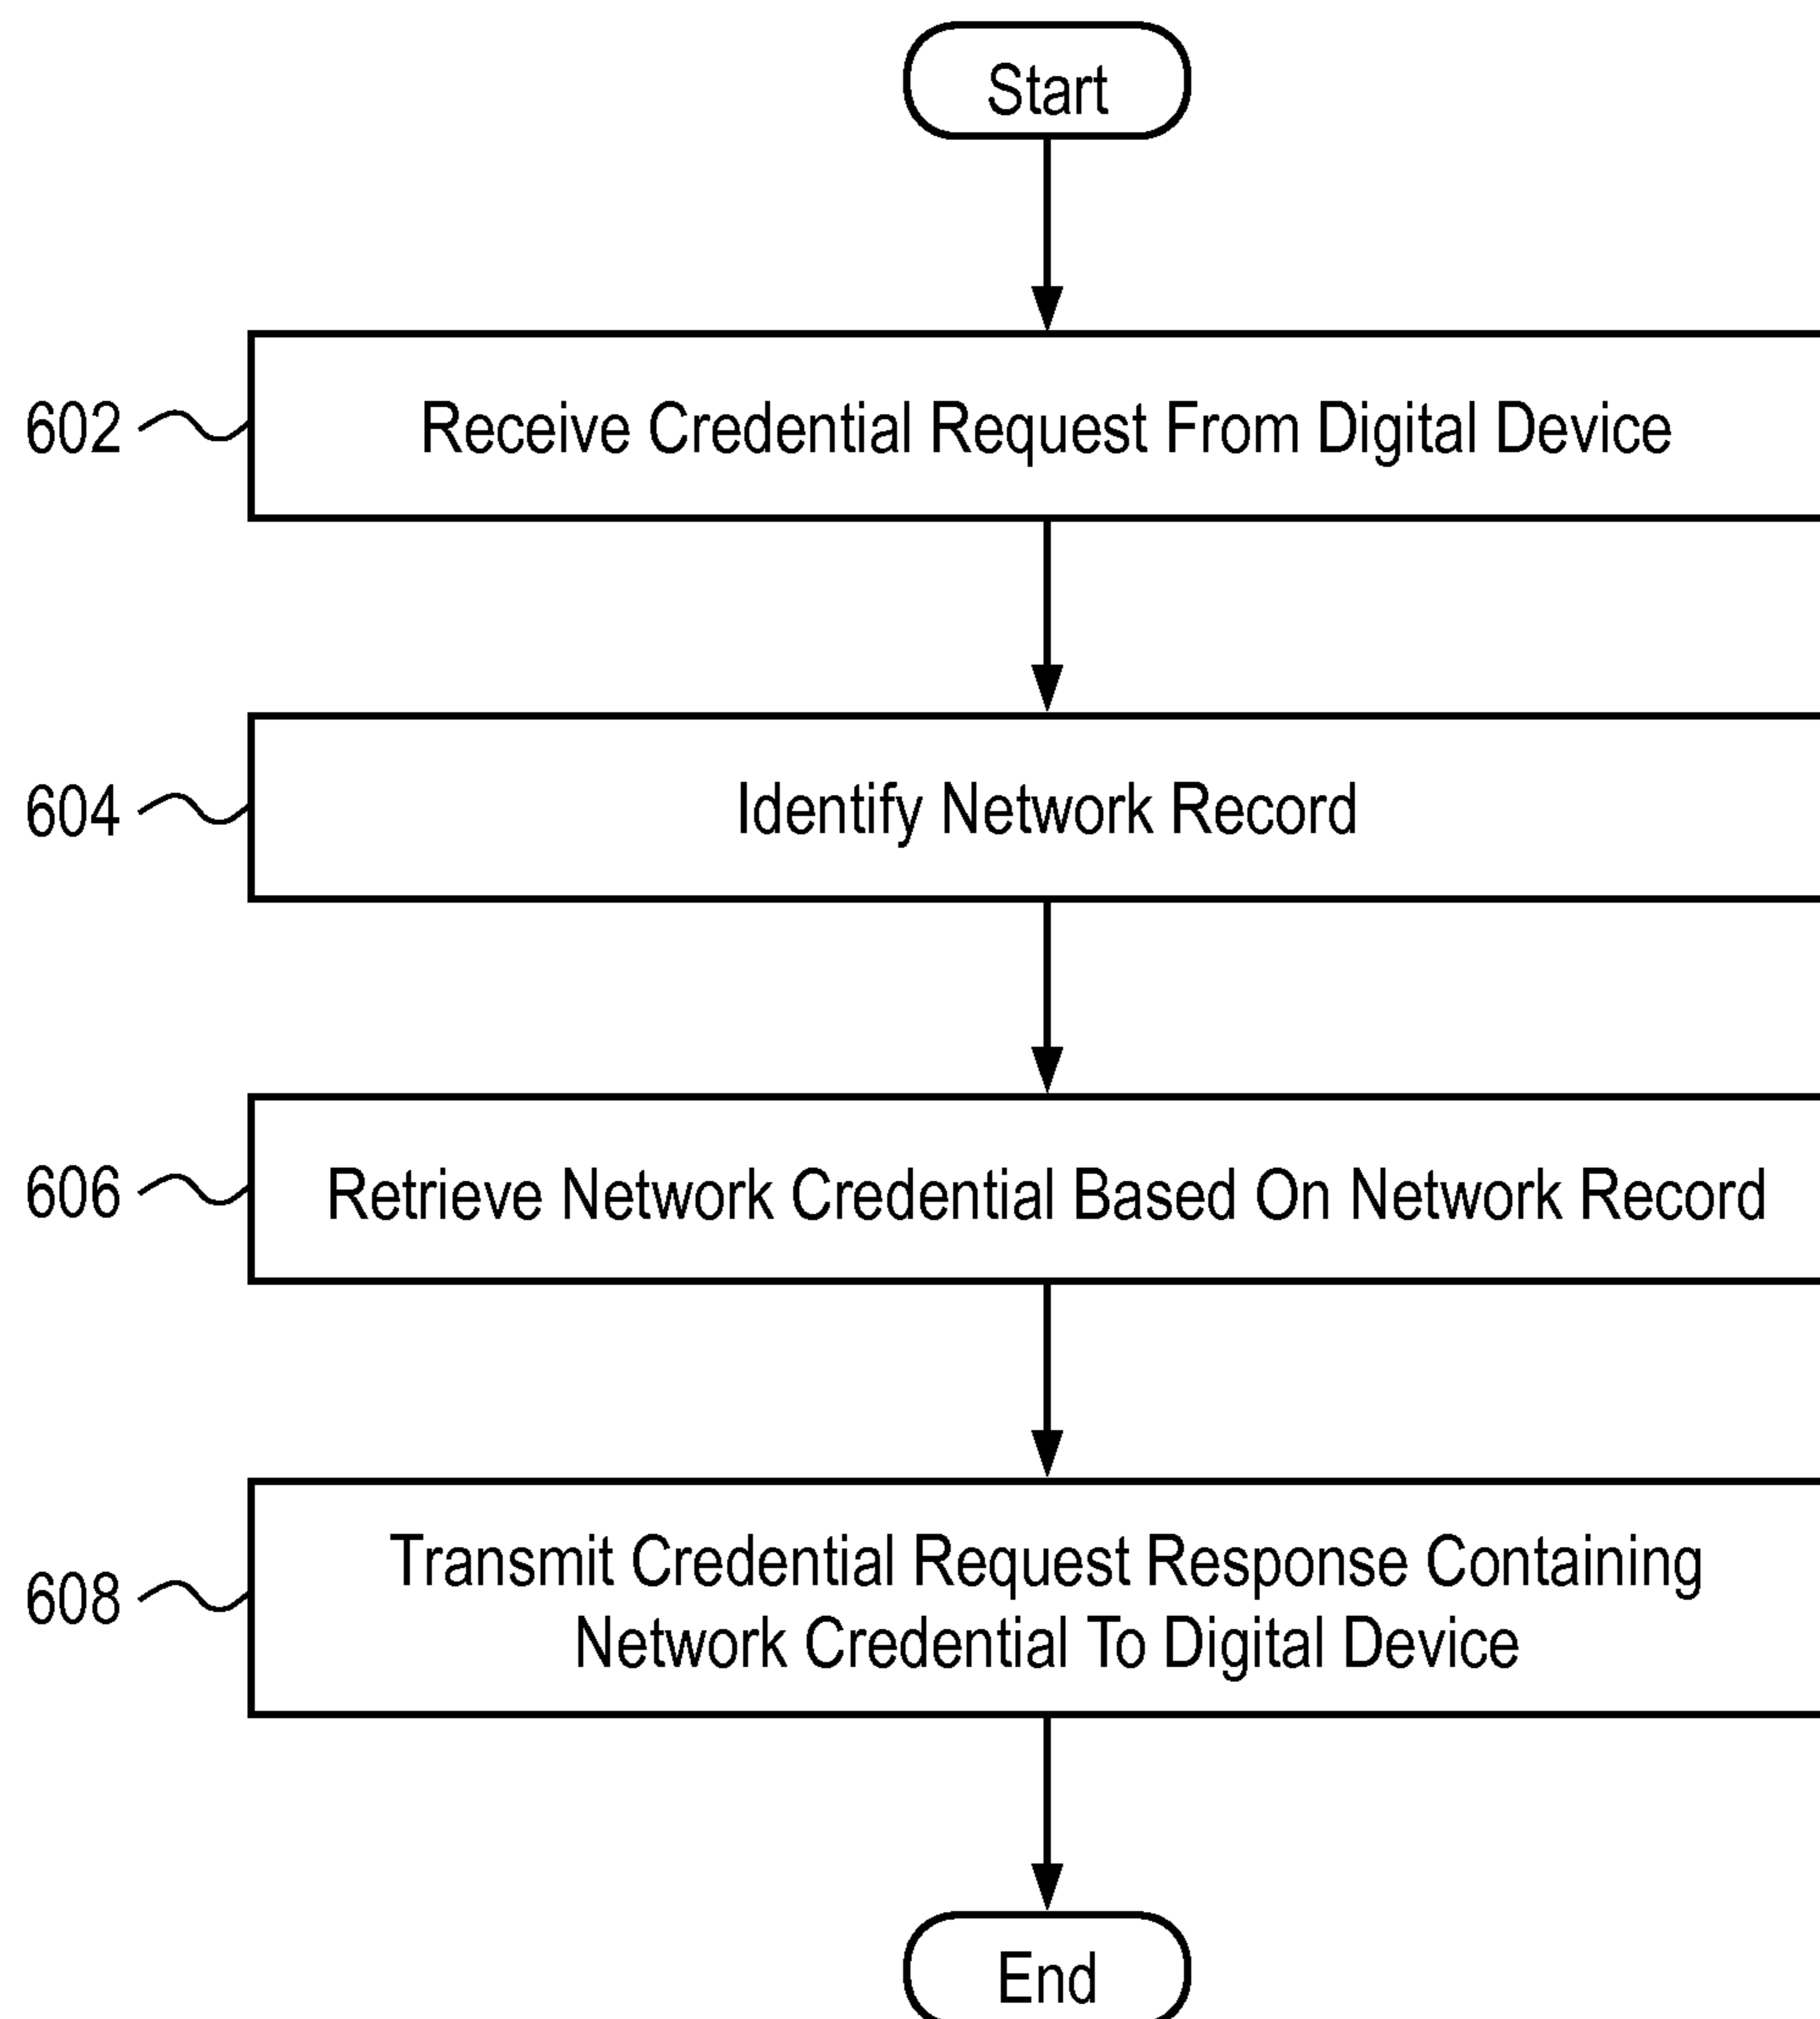 Start
602
Receive Credential Request From Digital Device
604
Identify Network Record
606
Retrieve Network Credential Based On Network Record
608
Transmit Credential Request Response Containing
Network Credential To Digital Device
End